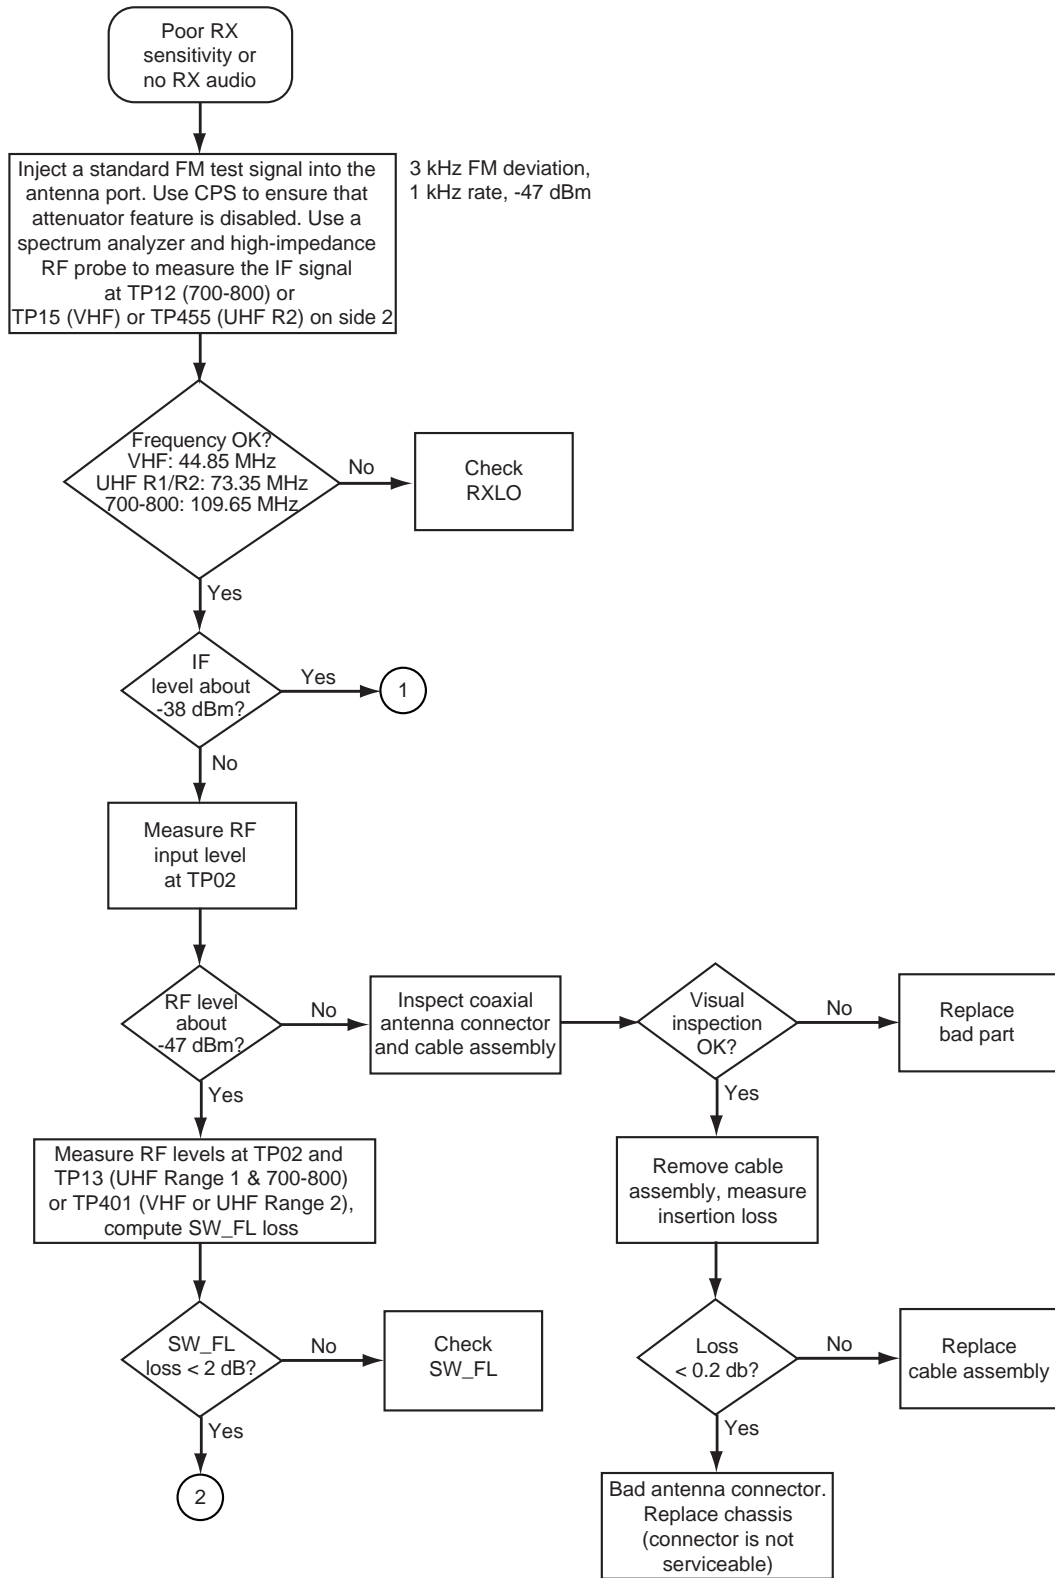 Poor RX
sensitivity or
no RX audio
Inject a standard FM test signal into the
antenna port. Use CPS to ensure that
attenuator feature is disabled. Use a
spectrum analyzer and high-impedance
RF probe to measure the IF signal
at TP12 (700-800) or
TP15 (VHF) or TP455 (UHF R2) on side 2
3 kHz FM deviation,
1 kHz rate, -47 dBm
Frequency OK?
VHF: 44.85 MHz
UHF R1/R2: 73.35 MHz
700-800: 109.65 MHz
No
Check
RXLO
Yes
IF
level about
-38 dBm?
Yes
1
No
Measure RF
input level
at TP02
RF level
about
-47 dBm?
No
Inspect coaxial
antenna connector
and cable assembly
Visual
inspection
OK?
No
Replace
bad part
Yes
Yes
Measure RF levels at TP02 and
TP13 (UHF Range 1 & 700-800)
or TP401 (VHF or UHF Range 2),
compute SW_FL loss
Remove cable
assembly, measure
insertion loss
SW_FL
loss < 2 dB?
No
Check
SW_FL
Loss
< 0.2 db?
No
Replace
cable assembly
Yes
Yes
2
Bad antenna connector.
Replace chassis
(connector is not
serviceable)